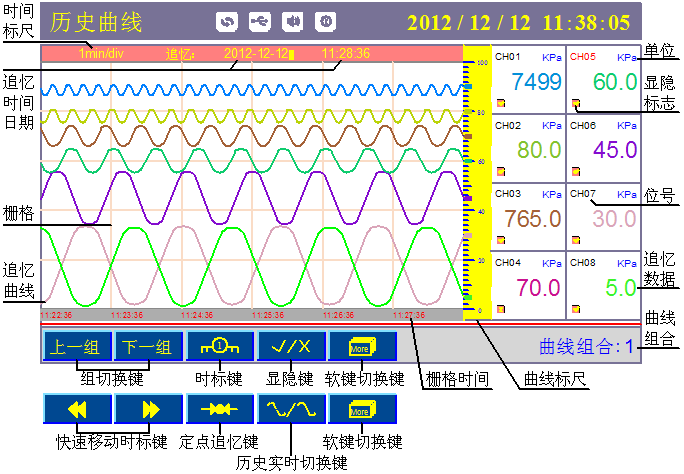 时间
标尺
历史曲线
2012/12/12 11:38:05
1min/div 追忆: 2012-12-12 11:28:36
追忆
时间
日期
栅格
追忆
曲线
100
80
60
40
20
0
11:22:36 11:23:36 11:24:36 11:25:36 11:26:36 11:27:36
CH01 KPa
7499
CH05 KPa
60.0
CH02 KPa
80.0
CH06 KPa
45.0
CH03 KPa
765.0
CH07 KPa
30.0
CH04 KPa
70.0
CH08 KPa
5.0
单位
显隐
标志
位号
追忆
数据
曲线
组合
上一组 下一组 1 ✓/X More
曲线组合:1
组切换键 时标键 显隐键 软键切换键 栅格时间 曲线标尺
More
快速移动时标键 定点追忆键 软键切换键
历史实时切换键